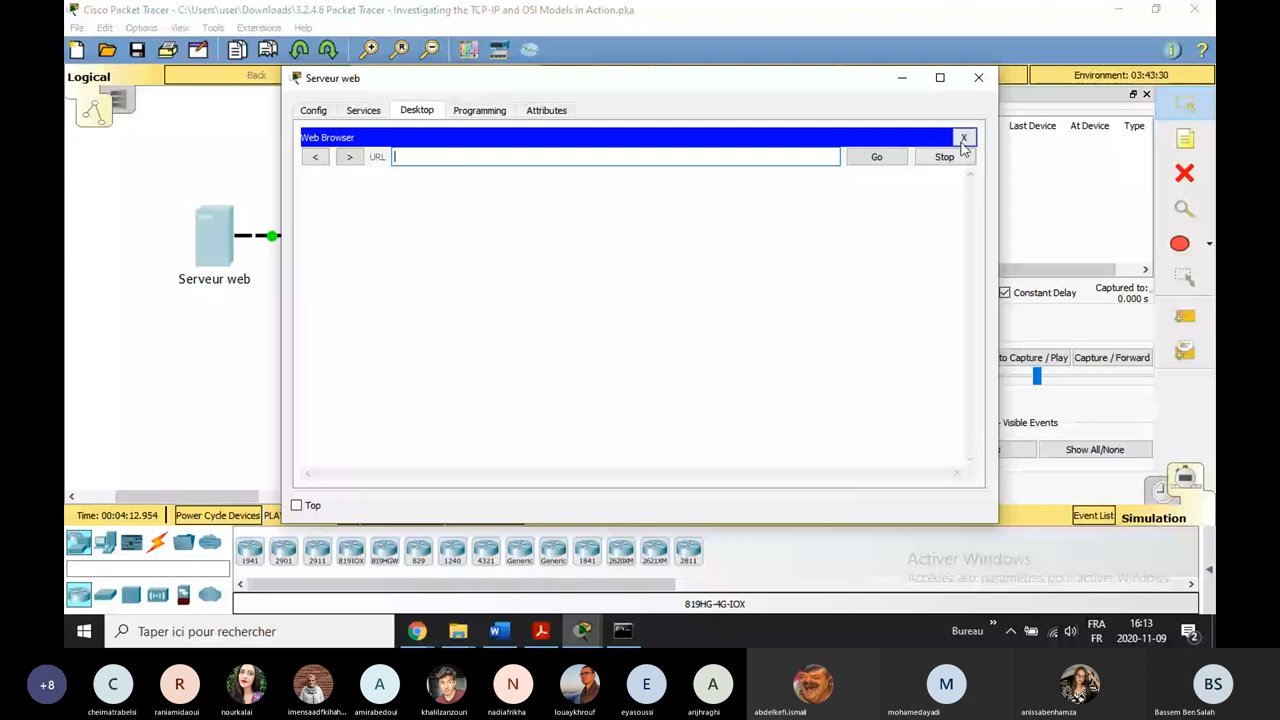 Cisco Packet Tracer - C:\Users\user\Downloads\3.2.4.6 Packet Tracer - Investigating the TCP-IP and OSI Models in Action.pka
File Edit Options View Tools Extensions Help
Logical Back Environment: 03:43:30
Serveur web
Config Services Desktop Programming Attributes
Last Device At Device Type
Web Browser X
< > URL Go Stop
Serveur web
Constant Delay Captured to:
0.000 s
to Capture / Play Capture / Forward
- Visible Events
s Show All/None
Top
Time: 00:04:12.954 Power Cycle Devices PLA Event List Simulation
1941 2901 2911 819IOX 819HGW 829 1240 4321 Generic Generic 1841 2620XM 2621XM 2811
Activer Windows
Accédez aux paramètres pour activer Windows.
819HG-4G-IOX
Taper ici pour rechercher
Bureau » FRA 16:13
FR 2020-11-09 2
+8 C R A N E A M BS
cheimatrabelsi raniamidaoui nourkalai imensaadfkihah... amirabedoui khalilzanzouri nadiafrikha louaykhrouf eyasoussi arijhraghi abdelkefi.ismail mohamedayadi anissabenhamza Bassem Ben Salah